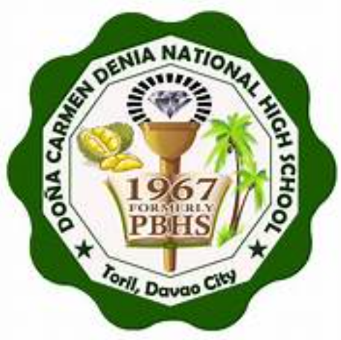 DOÑA CARMEN DENIA NATIONAL HIGH SCHOOL
1967
FORMERLY
PBHS
Toril, Davao City